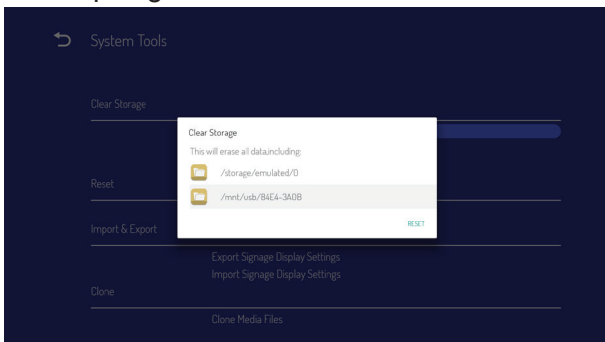 System Tools
Clear Storage
Clear Storage
This will erase all data,including:
/storage/emulated/0
/mnt/usb/84E4-3A0B
RESET
Reset
Import & Export
Export Signage Display Settings
Import Signage Display Settings
Clone
Clone Media Files